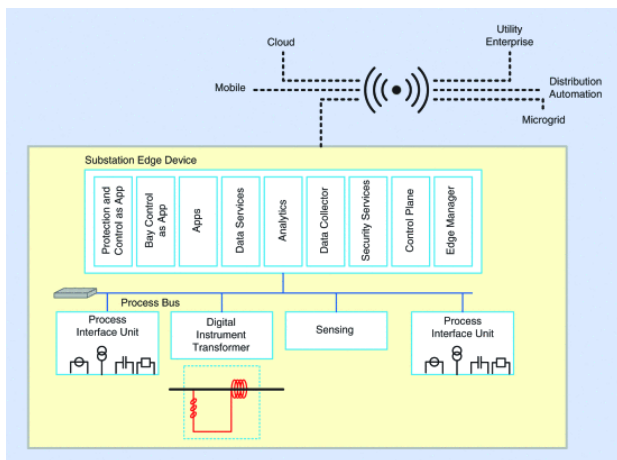 Cloud
Utility
Enterprise
Mobile
Distribution
Automation
Microgrid
Substation Edge Device
Protection and
Control as App
Bay Control
as App
Apps
Data Services
Analytics
Data Collector
Security Services
Control Plane
Edge Manager
Process Bus
Process
Interface Unit
Digital
Instrument
Transformer
Sensing
Process
Interface Unit